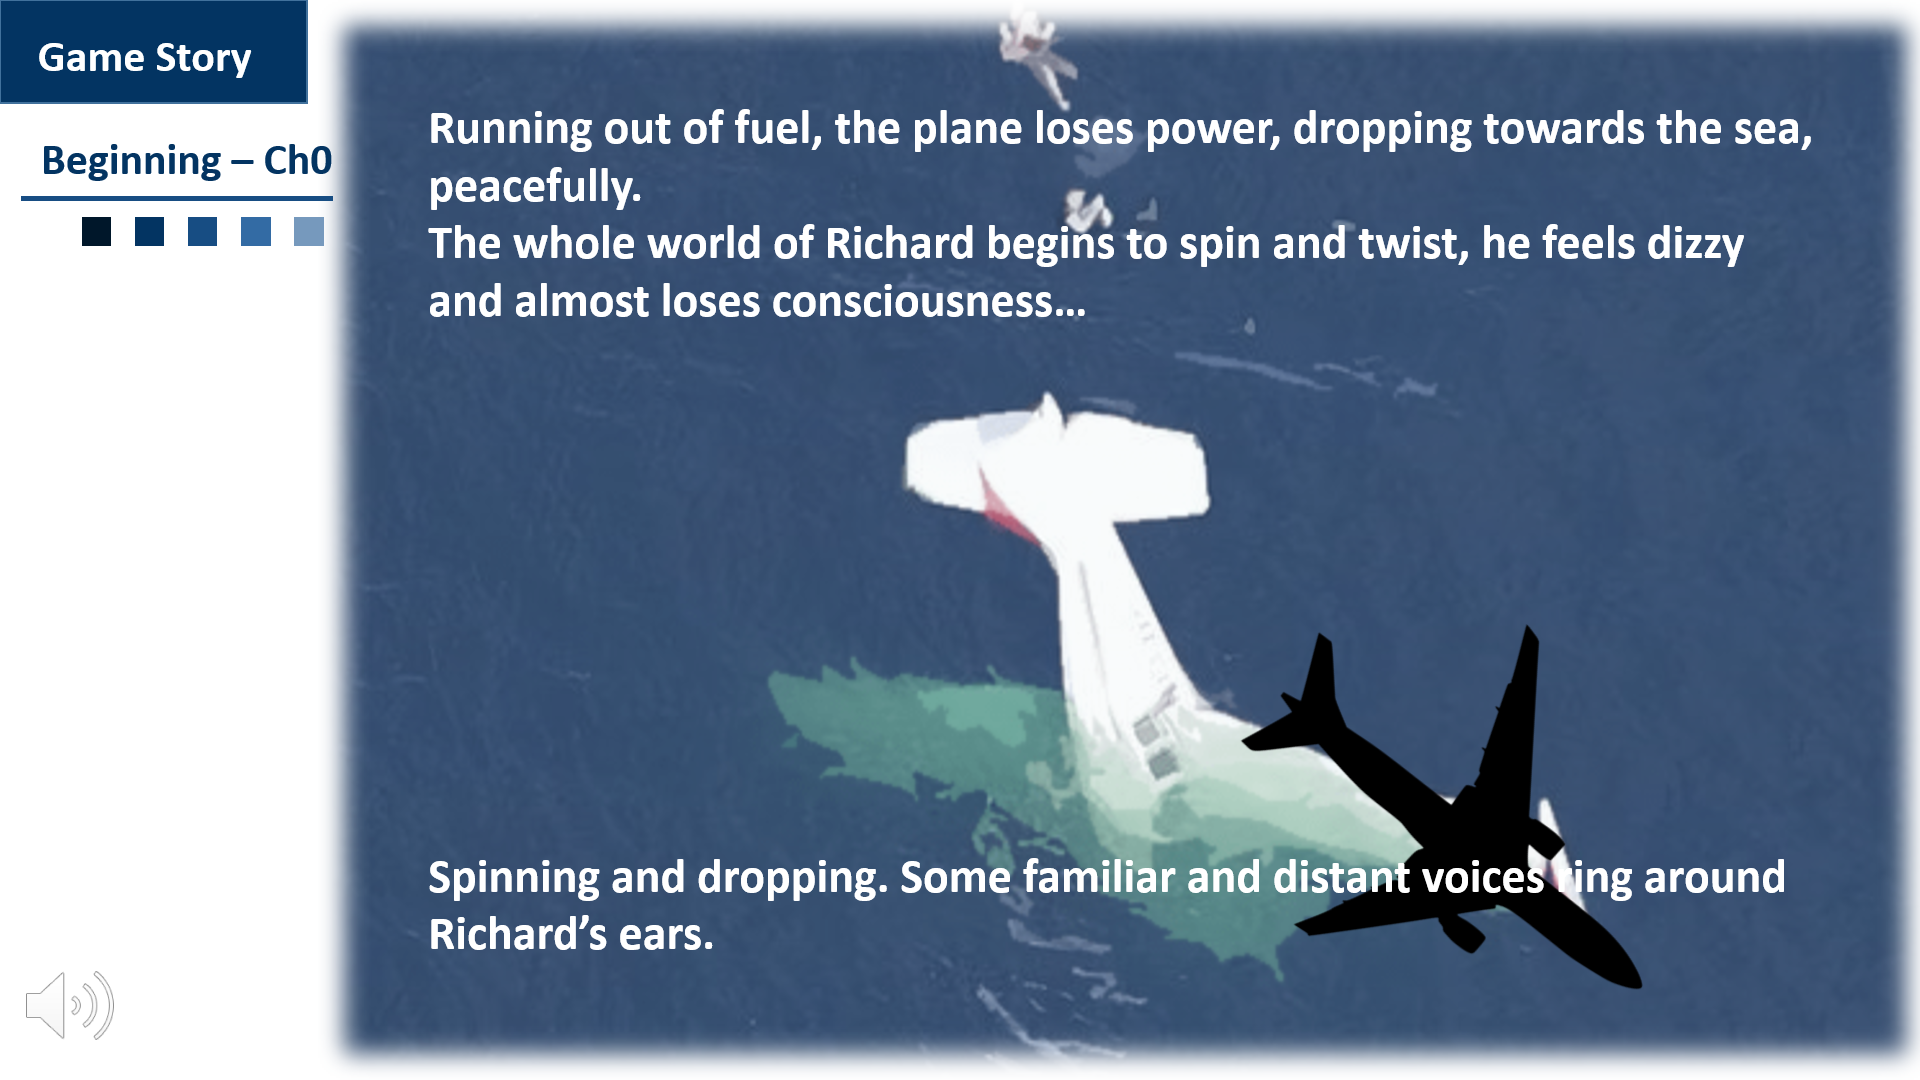 Game Story
Beginning – Ch0
Running out of fuel, the plane loses power, dropping towards the sea,
peacefully.
The whole world of Richard begins to spin and twist, he feels dizzy
and almost loses consciousness…
Spinning and dropping. Some familiar and distant voices ring around
Richard’s ears.